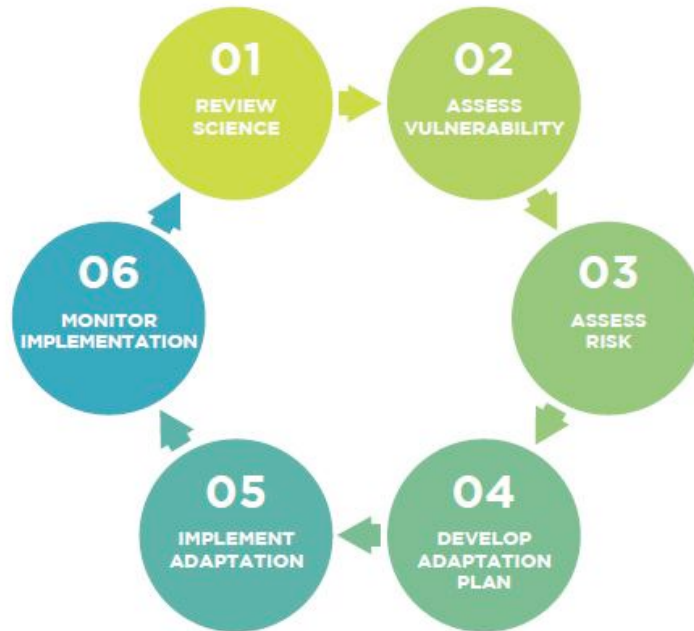 01
REVIEW
SCIENCE
02
ASSESS
VULNERABILITY
03
ASSESS
RISK
04
DEVELOP
ADAPTATION
PLAN
05
IMPLEMENT
ADAPTATION
06
MONITOR
IMPLEMENTATION